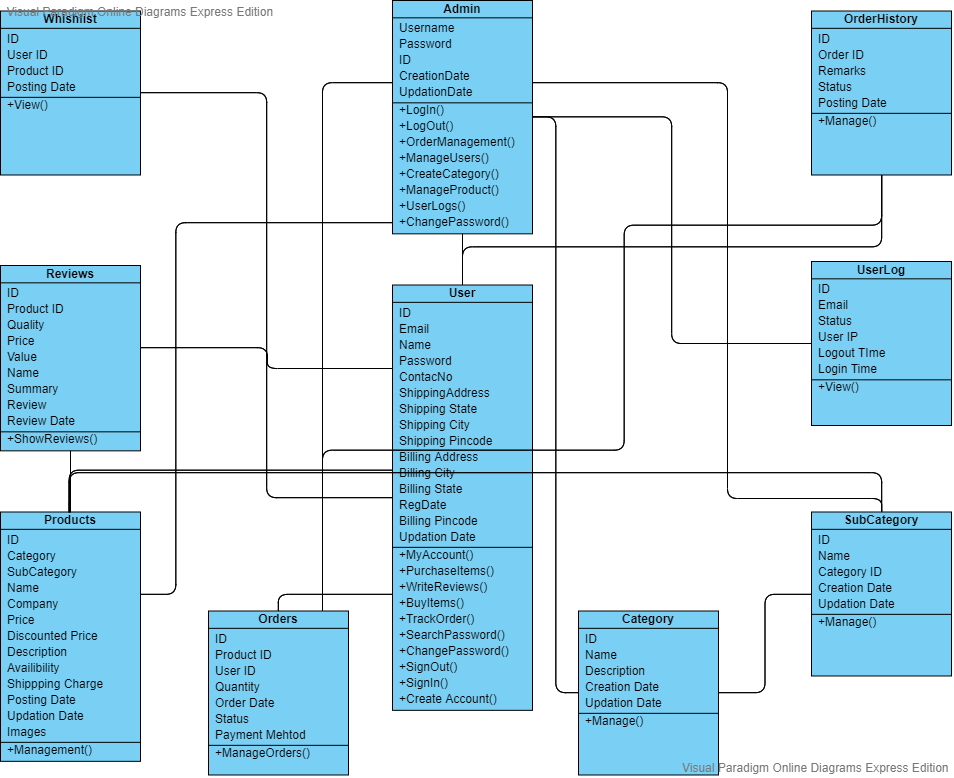 Visual Paradigm Online Diagrams Express Edition
Whishlist
ID
User ID
Product ID
Posting Date
+View()
Admin
Username
Password
ID
CreationDate
UpdationDate
+LogIn()
+LogOut()
+OrderManagement()
+ManageUsers()
+CreateCategory()
+ManageProduct()
+UserLogs()
+ChangePassword()
OrderHistory
ID
Order ID
Remarks
Status
Posting Date
+Manage()
Reviews
ID
Product ID
Quality
Price
Value
Name
Summary
Review
Review Date
+ShowReviews()
User
ID
Email
Name
Password
ContacNo
ShippingAddress
Shipping State
Shipping City
Shipping Pincode
Billing Address
Billing City
Billing State
RegDate
Billing Pincode
Updation Date
+MyAccount()
+PurchaseItems()
+WriteReviews()
+BuyItems()
+TrackOrder()
+SearchPassword()
+ChangePassword()
+SignOut()
+SignIn()
+Create Account()
UserLog
ID
Email
Status
User IP
Logout TIme
Login Time
+View()
Products
ID
Category
SubCategory
Name
Company
Price
Discounted Price
Description
Availibility
Shippping Charge
Posting Date
Updation Date
Images
+Management()
Orders
ID
Product ID
User ID
Quantity
Order Date
Status
Payment Mehtod
+ManageOrders()
Category
ID
Name
Description
Creation Date
Updation Date
+Manage()
SubCategory
ID
Name
Category ID
Creation Date
Updation Date
+Manage()
Visual Paradigm Online Diagrams Express Edition